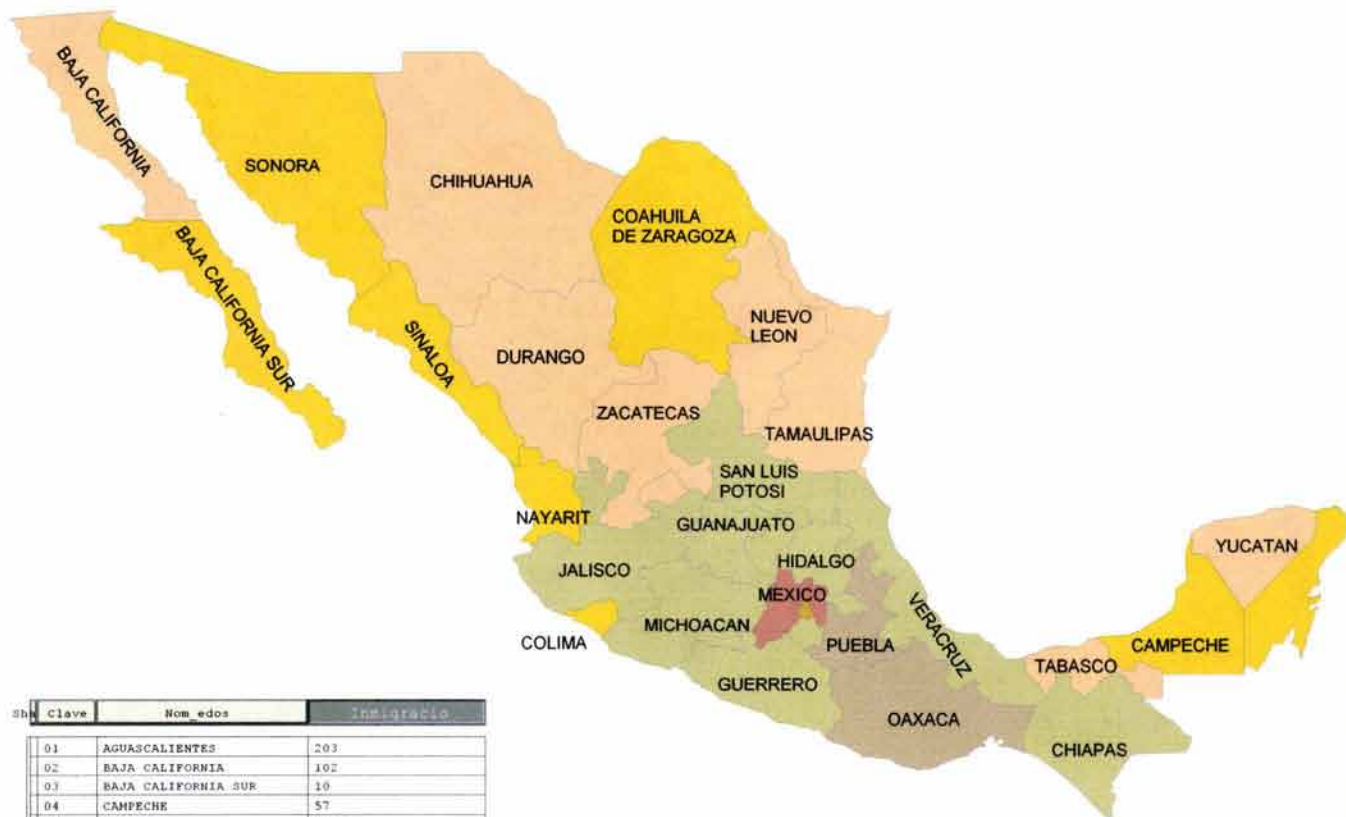 BAJA CALIFORNIA
SONORA
CHIHUAHUA
COAHUILA
DE ZARAGOZA
BAJA CALIFORNIA SUR
SINALOA
NUEVO
LEON
DURANGO
ZACATECAS
TAMAULIPAS
SAN LUIS
POTOSI
NAYARIT
GUANAJUATO
YUCATAN
JALISCO
HIDALGO
MEXICO
VERACRUZ
MICHOACAN
COLIMA
PUEBLA
CAMPECHE
TABASCO
GUERRERO
OAXACA
CHIAPAS
Clave Nom_edos Inmigracio
01 AGUASCALIENTES 203
02 BAJA CALIFORNIA 102
03 BAJA CALIFORNIA SUR 10
04 CAMPECHE 57